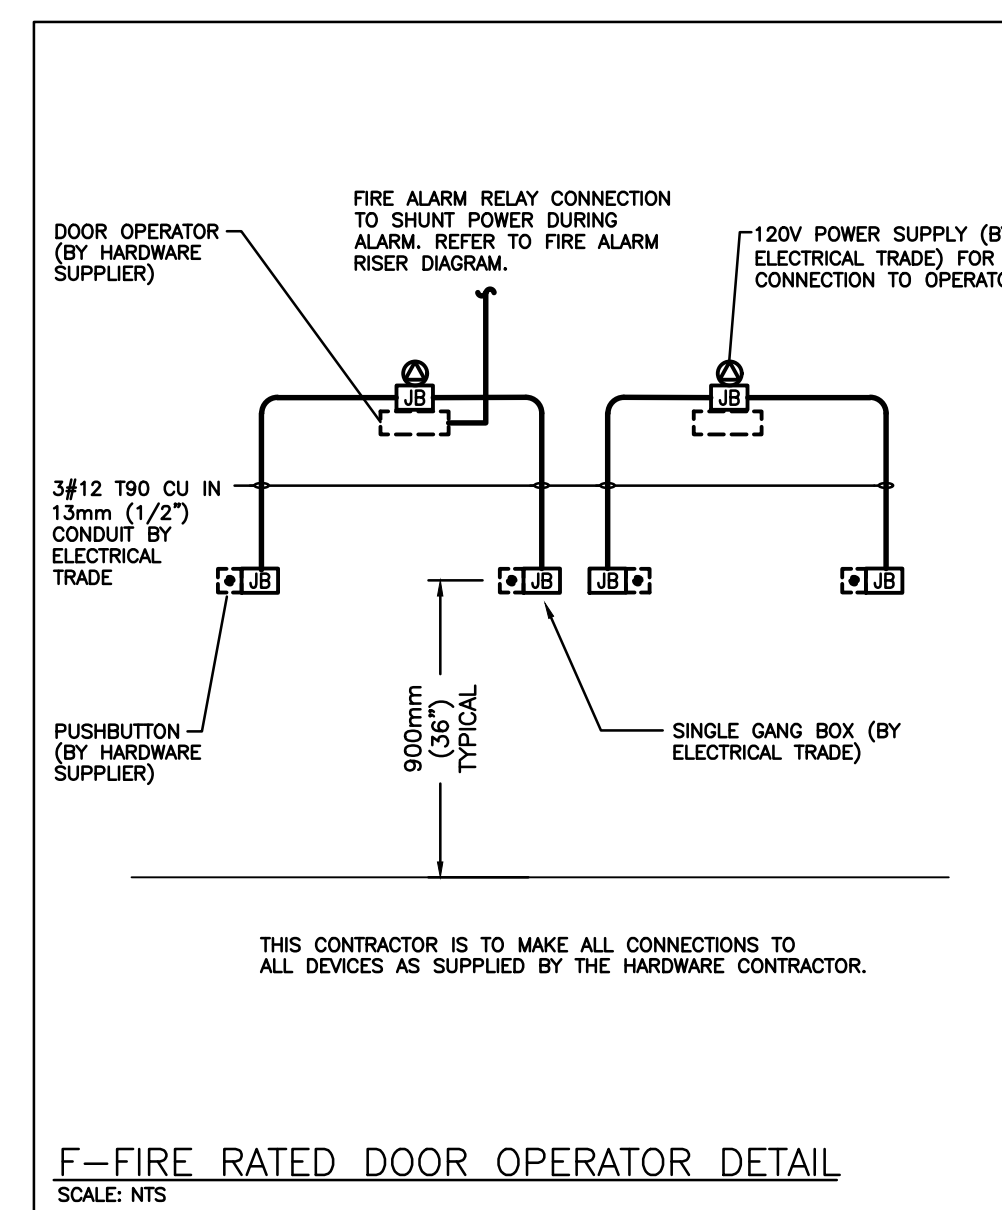 FIRE ALARM RELAY CONNECTION
TO SHUNT POWER DURING
ALARM. REFER TO FIRE ALARM
RISER DIAGRAM.
DOOR OPERATOR
(BY HARDWARE
SUPPLIER)
120V POWER SUPPLY (B
ELECTRICAL TRADE) FOR
CONNECTION TO OPERATO
JB
JB
3#12 T90 CU IN
13mm (1/2")
CONDUIT BY
ELECTRICAL
TRADE
JB
JB
JB
JB
900mm
(36")
TYPICAL
PUSHBUTTON
(BY HARDWARE
SUPPLIER)
SINGLE GANG BOX (BY
ELECTRICAL TRADE)
THIS CONTRACTOR IS TO MAKE ALL CONNECTIONS TO
ALL DEVICES AS SUPPLIED BY THE HARDWARE CONTRACTOR.
F-FIRE RATED DOOR OPERATOR DETAIL
SCALE: NTS